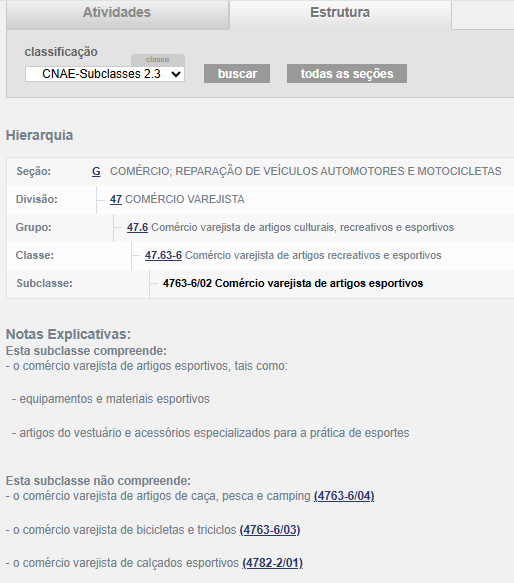 Atividades
Estrutura
classificação
classe
CNAE-Subclasses 2.3
buscar
todas as seções
Hierarquia
Seção: G COMÉRCIO; REPARAÇÃO DE VEÍCULOS AUTOMOTORES E MOTOCICLETAS
Divisão: 47 COMÉRCIO VAREJISTA
Grupo: 47.6 Comércio varejista de artigos culturais, recreativos e esportivos
Classe: 47.63-6 Comércio varejista de artigos recreativos e esportivos
Subclasse: 4763-6/02 Comércio varejista de artigos esportivos
Notas Explicativas:
Esta subclasse compreende:
- o comércio varejista de artigos esportivos, tais como:
- equipamentos e materiais esportivos
- artigos do vestuário e acessórios especializados para a prática de esportes
Esta subclasse não compreende:
- o comércio varejista de artigos de caça, pesca e camping (4763-6/04)
- o comércio varejista de bicicletas e triciclos (4763-6/03)
- o comércio varejista de calçados esportivos (4782-2/01)